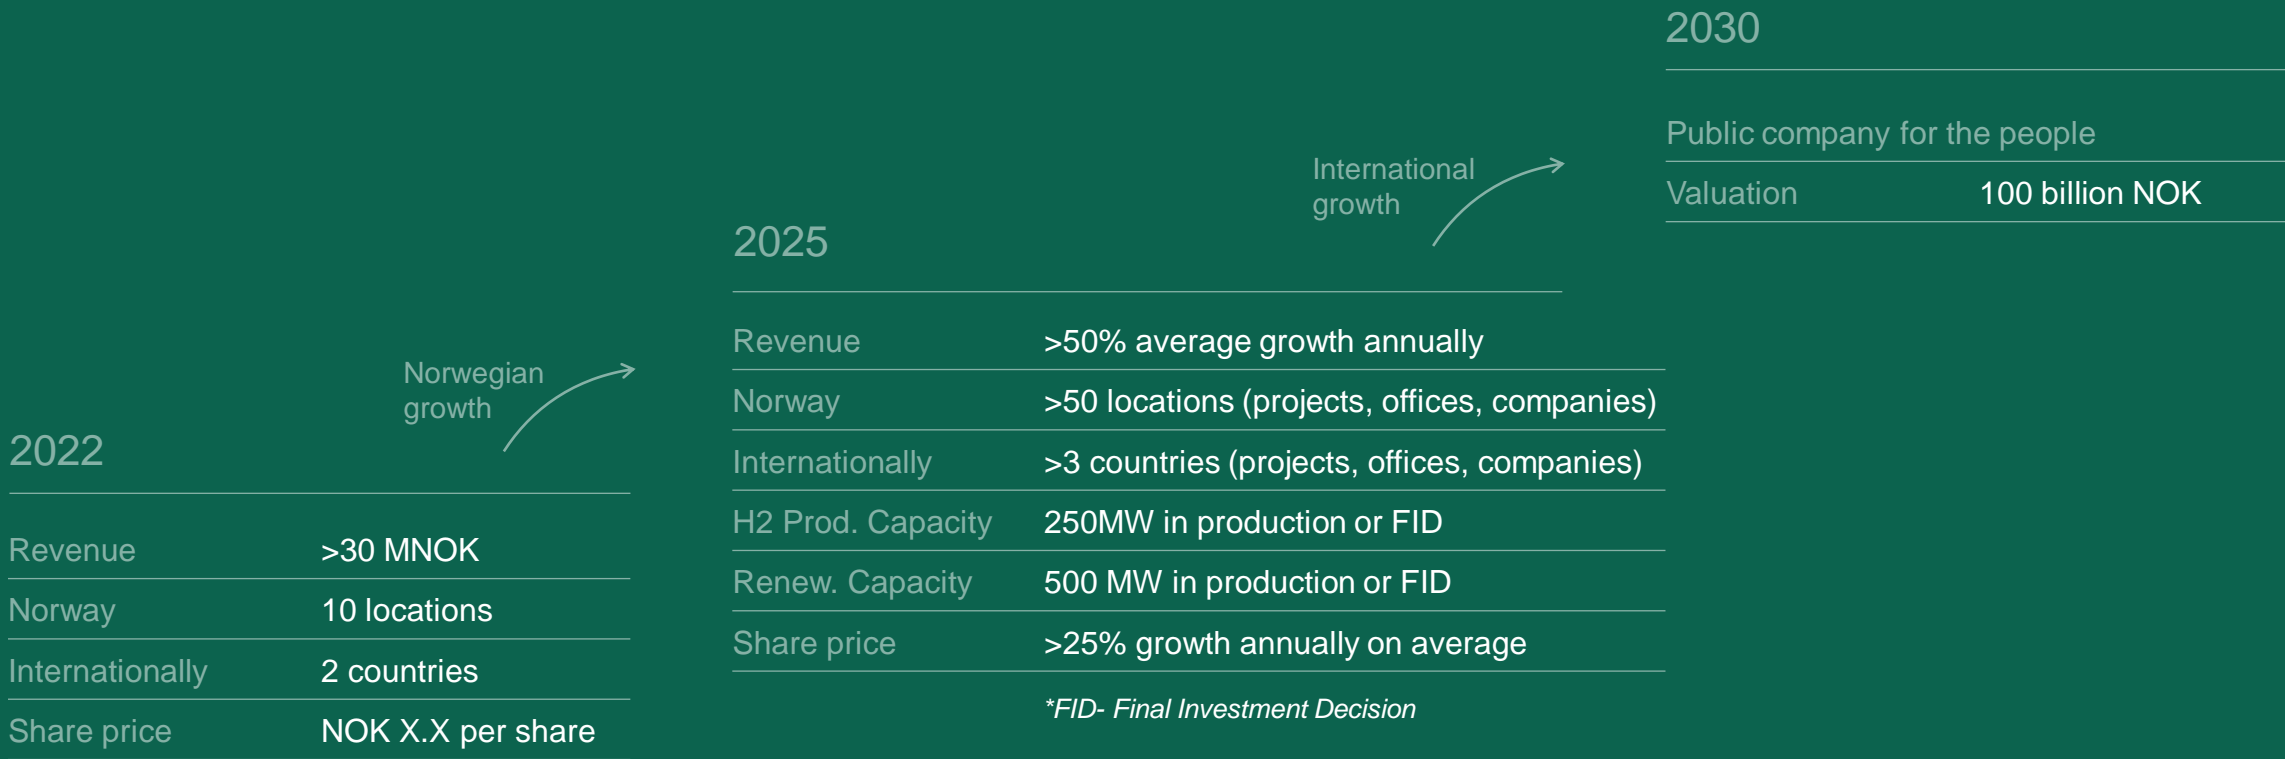 2022
Revenue >30 MNOK
Norway 10 locations
Internationally 2 countries
Share price NOK X.X per share
Norwegian
growth
2025
Revenue >50% average growth annually
Norway >50 locations (projects, offices, companies)
Internationally >3 countries (projects, offices, companies)
H2 Prod. Capacity 250MW in production or FID
Renew. Capacity 500 MW in production or FID
Share price >25% growth annually on average
*FID- Final Investment Decision
International
growth
2030
Public company for the people
Valuation 100 billion NOK